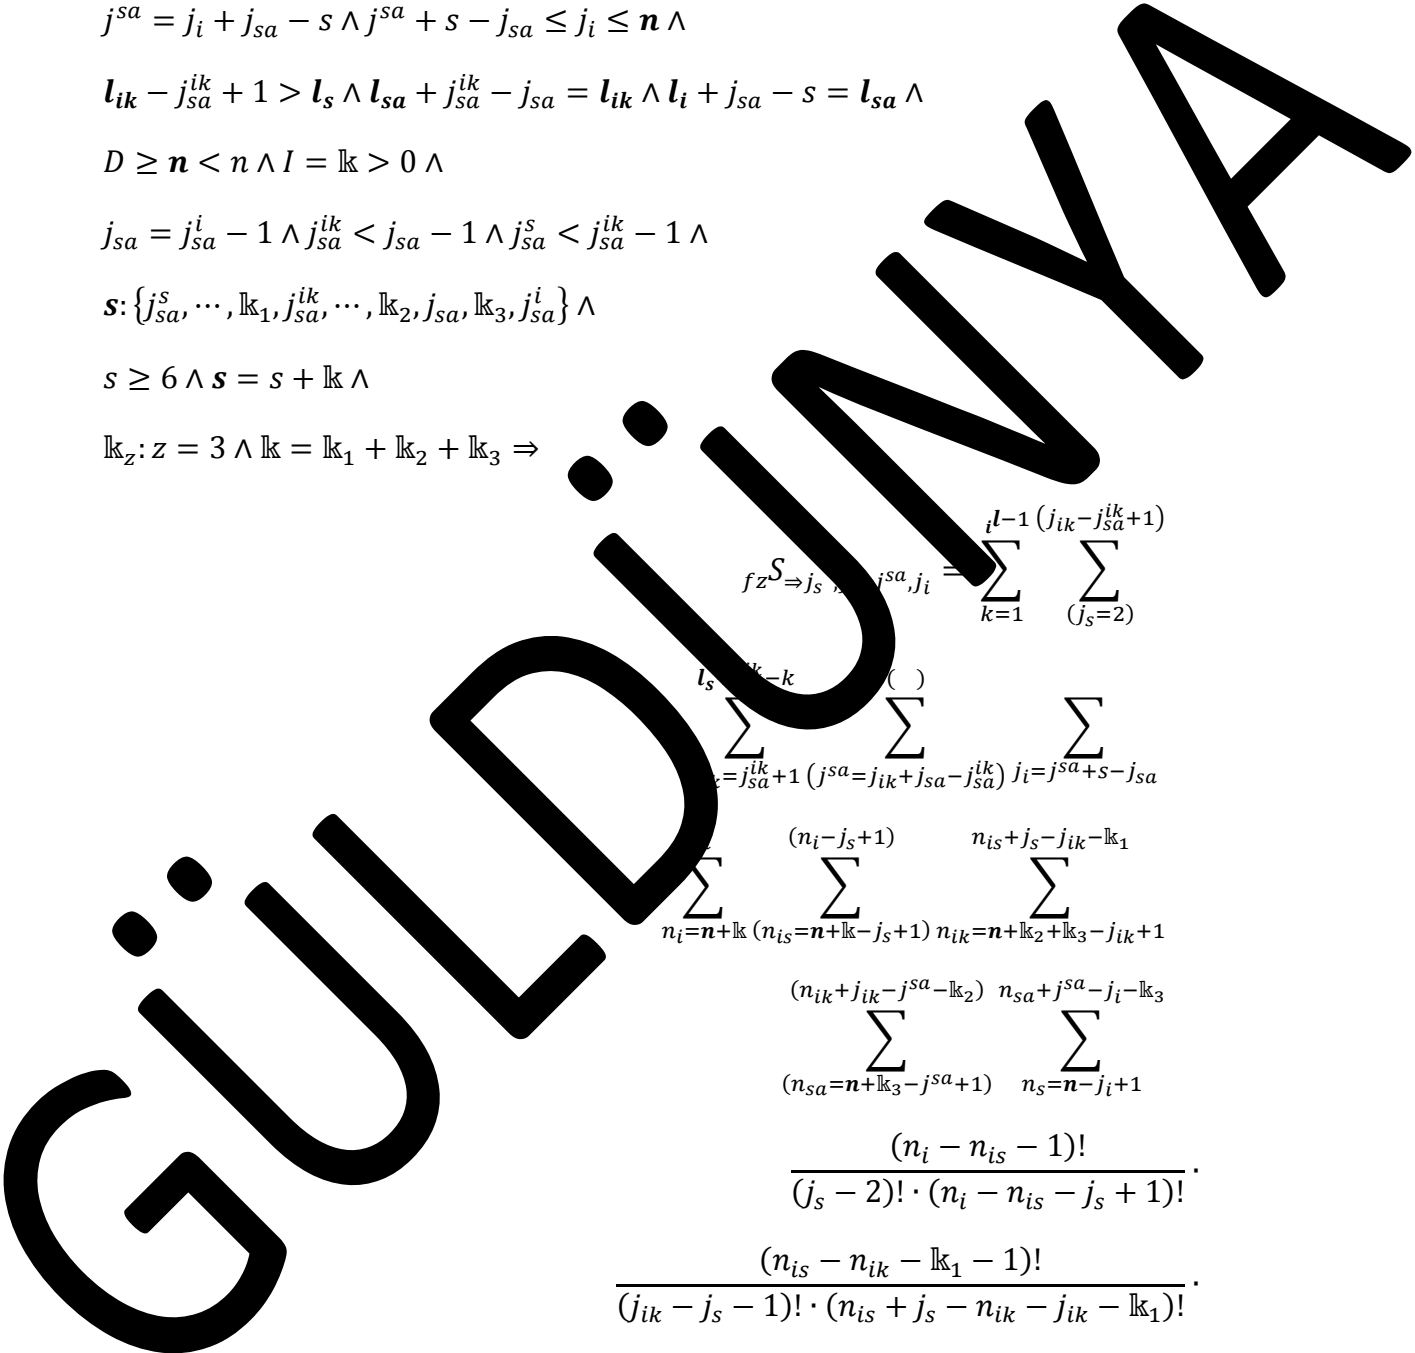 j^{sa} = j_i + j_{sa} − s ∧ j^{sa} + s − j_{sa} ≤ j_i ≤ n ∧
l_{ik} − j_{sa}^{ik} + 1 > l_s ∧ l_{sa} + j_{sa}^{ik} − j_{sa} = l_{ik} ∧ l_i + j_{sa} − s = l_{sa} ∧
D ≥ n < n ∧ I = 𝕜 > 0 ∧
j_{sa} = j_{sa}^{i} − 1 ∧ j_{sa}^{ik} < j_{sa} − 1 ∧ j_{sa}^{s} < j_{sa}^{ik} − 1 ∧
s: {j_{sa}^{s}, ⋯, 𝕜_1, j_{sa}^{ik}, ⋯, 𝕜_2, j_{sa}, 𝕜_3, j_{sa}^{i}} ∧
s ≥ 6 ∧ s = s + 𝕜 ∧
𝕜_z: z = 3 ∧ 𝕜 = 𝕜_1 + 𝕜_2 + 𝕜_3 ⇒
_{fz}S_{⇒j_s, j^{sa}, j_i} = ∑_{k=1}^{_il−1} ∑_{(j_s=2)}^{(j_{ik}−j_{sa}^{ik}+1)}
∑_{=j_{sa}^{ik}+1}^{l_s −k} ∑_{(j^{sa}=j_{ik}+j_{sa}−j_{sa}^{ik})}^{( )} ∑_{j_i=j^{sa}+s−j_{sa}}
∑_{n_i=n+𝕜} ∑_{(n_{is}=n+𝕜−j_s+1)}^{(n_i−j_s+1)} ∑_{n_{ik}=n+𝕜_2+𝕜_3−j_{ik}+1}^{n_{is}+j_s−j_{ik}−𝕜_1}
∑_{(n_{sa}=n+𝕜_3−j^{sa}+1)}^{(n_{ik}+j_{ik}−j^{sa}−𝕜_2)} ∑_{n_s=n−j_i+1}^{n_{sa}+j^{sa}−j_i−𝕜_3}
(n_i − n_{is} − 1)!
(j_s − 2)! · (n_i − n_{is} − j_s + 1)! ·
(n_{is} − n_{ik} − 𝕜_1 − 1)!
(j_{ik} − j_s − 1)! · (n_{is} + j_s − n_{ik} − j_{ik} − 𝕜_1)! ·
GÜLDÜNYA